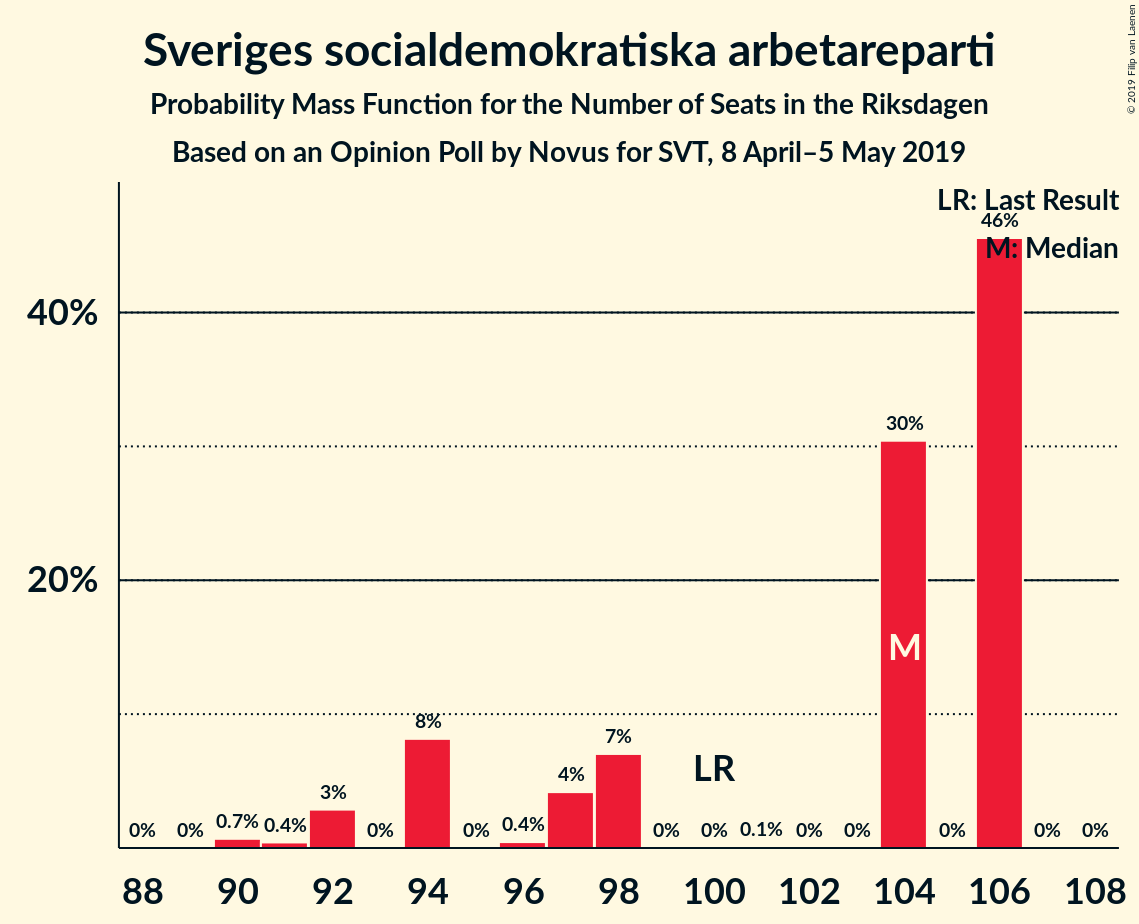 Sveriges socialdemokratiska arbetareparti
Probability Mass Function for the Number of Seats in the Riksdagen
Based on an Opinion Poll by Novus for SVT, 8 April–5 May 2019
© 2019 Filip van Laenen
LR: Last Result
M: Median
40%
20%
0%
0%
0.7%
0.4%
3%
0%
8%
0%
0.4%
4%
7%
0%
0%
0.1%
0%
0%
30%
0%
46%
0%
0%
LR
M
88 90 92 94 96 98 100 102 104 106 108